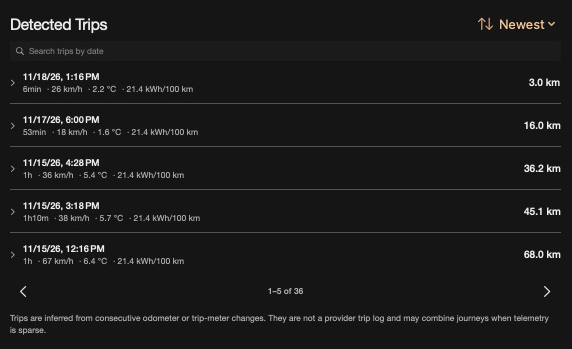 Detected Trips
Newest
Search trips by date
11/18/26, 1:16 PM
6min · 26 km/h · 2.2 °C · 21.4 kWh/100 km
3.0 km
11/17/26, 6:00 PM
53min · 18 km/h · 1.6 °C · 21.4 kWh/100 km
16.0 km
11/15/26, 4:28 PM
1h · 36 km/h · 5.4 °C · 21.4 kWh/100 km
36.2 km
11/15/26, 3:18 PM
1h10m · 38 km/h · 5.7 °C · 21.4 kWh/100 km
45.1 km
11/15/26, 12:16 PM
1h · 67 km/h · 6.4 °C · 21.4 kWh/100 km
68.0 km
1–5 of 36
Trips are inferred from consecutive odometer or trip-meter changes. They are not a provider trip log and may combine journeys when telemetry
is sparse.